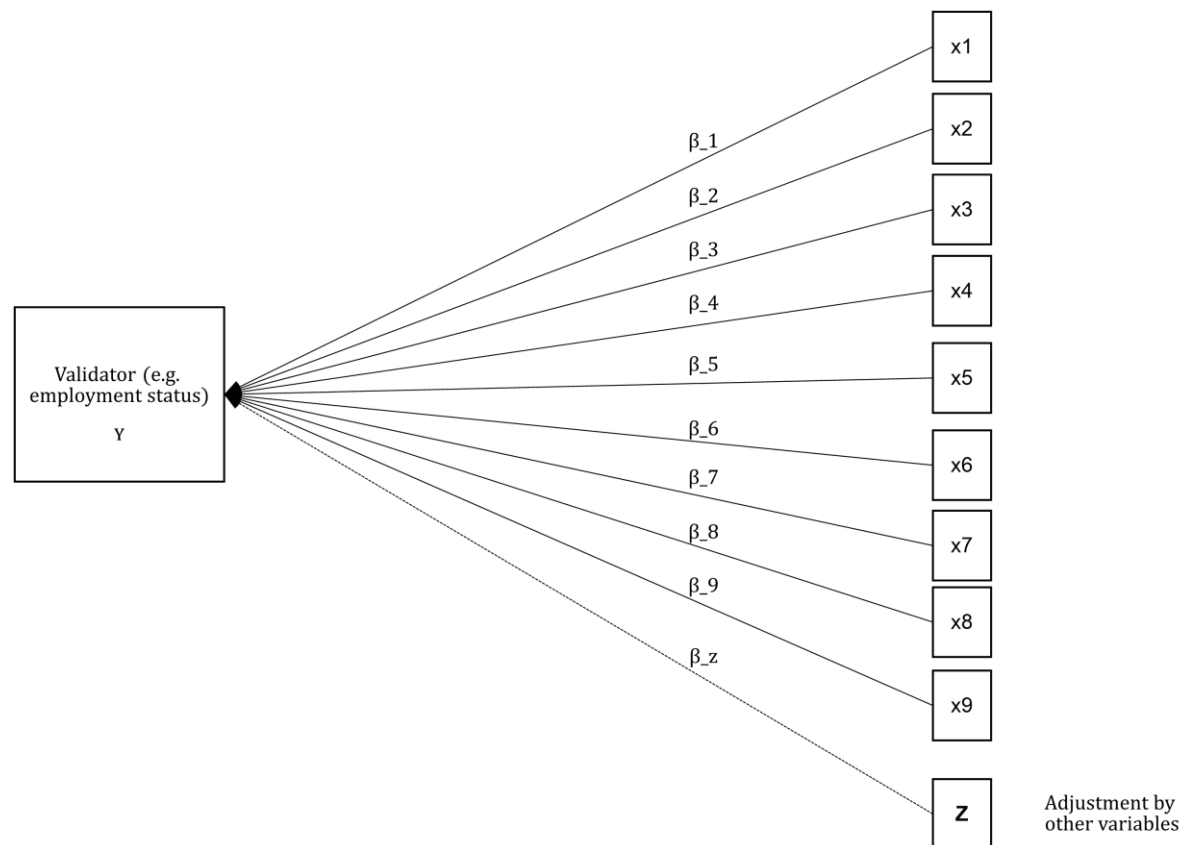 x1
β_1
x2
β_2
x3
β_3
x4
β_4
Validator (e.g.
employment status)
Y
β_5
x5
β_6
x6
β_7
x7
β_8
x8
β_9
x9
β_z
Z
Adjustment by
other variables